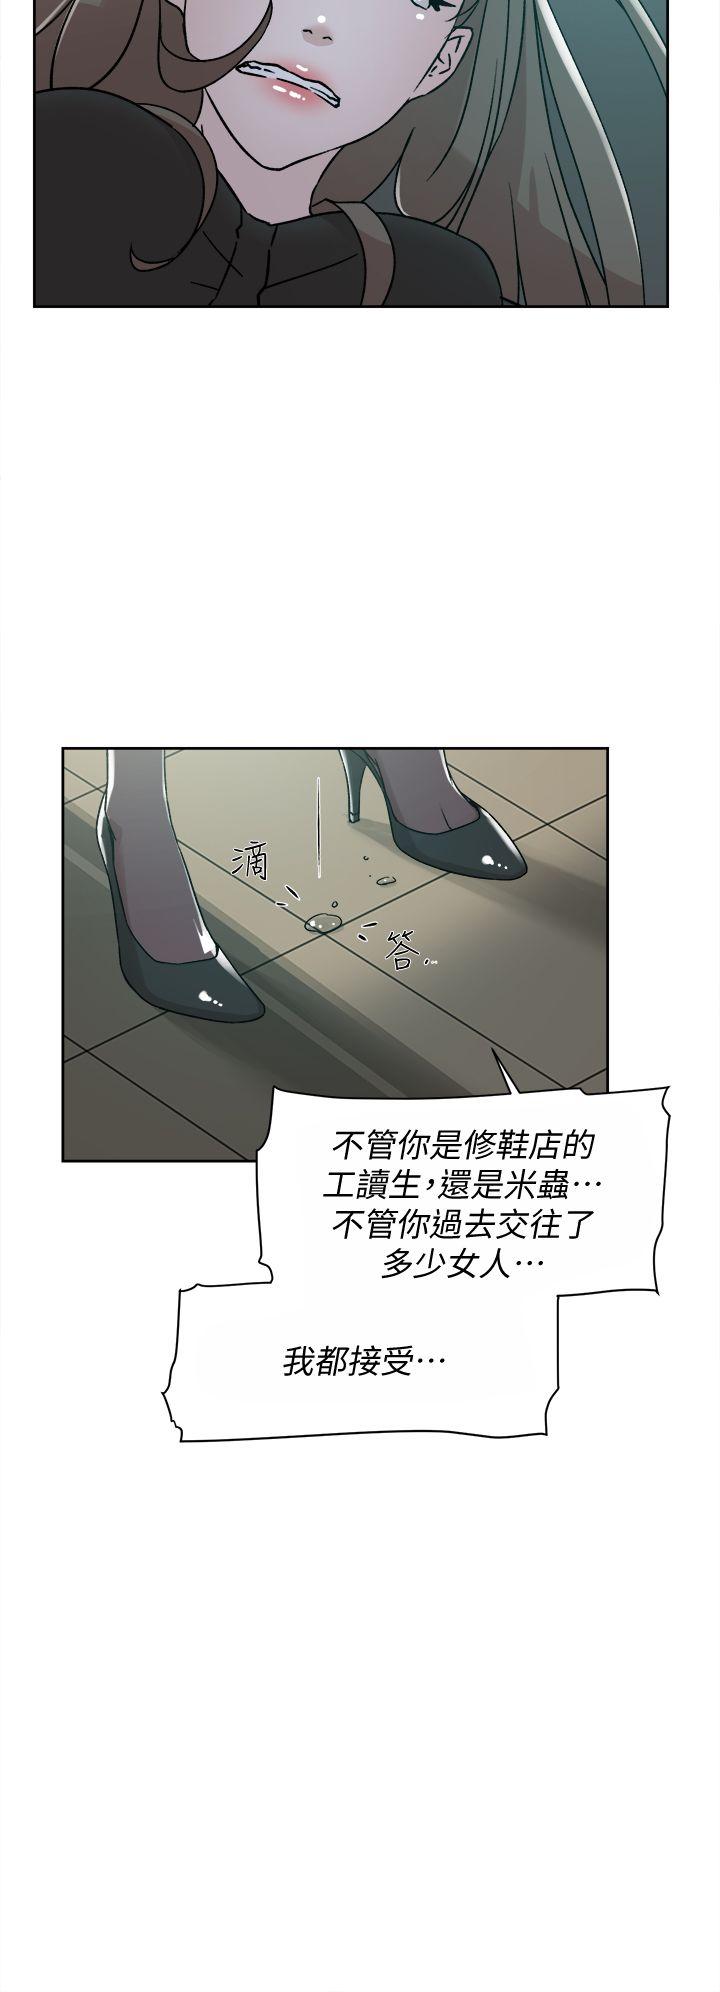 滴
答..
不管你是修鞋店的
工讀生，還是米蟲…
不管你過去交往了
多少女人…
我都接受…